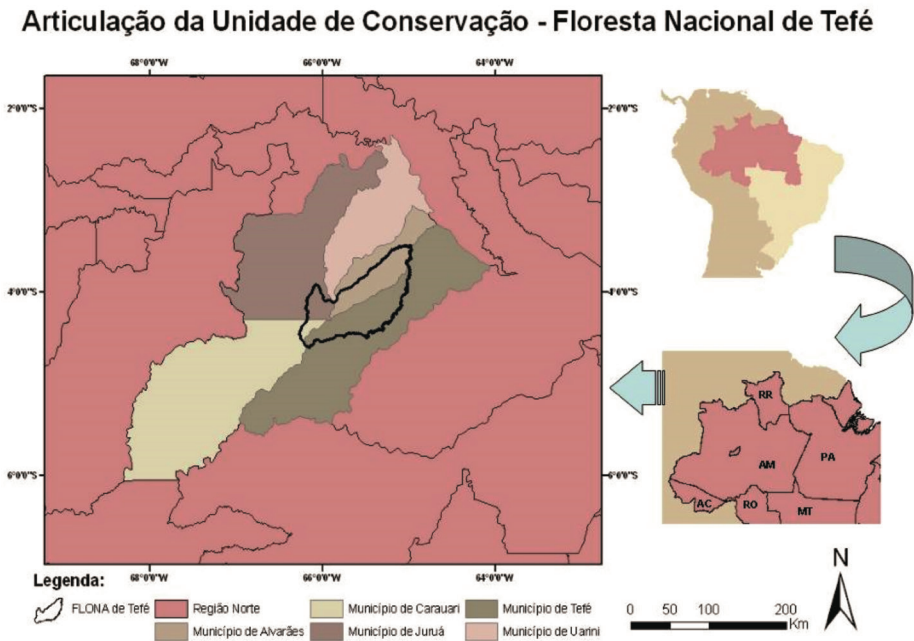 Articulação da Unidade de Conservação - Floresta Nacional de Tefé
68°0'0"W 66°0'0"W 64°0'0"W
2°0'0"S 2°0'0"S
4°0'0"S 4°0'0"S
6°0'0"S 6°0'0"S
68°0'0"W 66°0'0"W 64°0'0"W
RR
AM
PA
AC
RO
MT
N
Legenda:
FLONA de Tefé
Região Norte
Município de Carauari
Município de Tefé
Município de Alvarães
Município de Juruá
Município de Uarini
0 50 100 200
Km